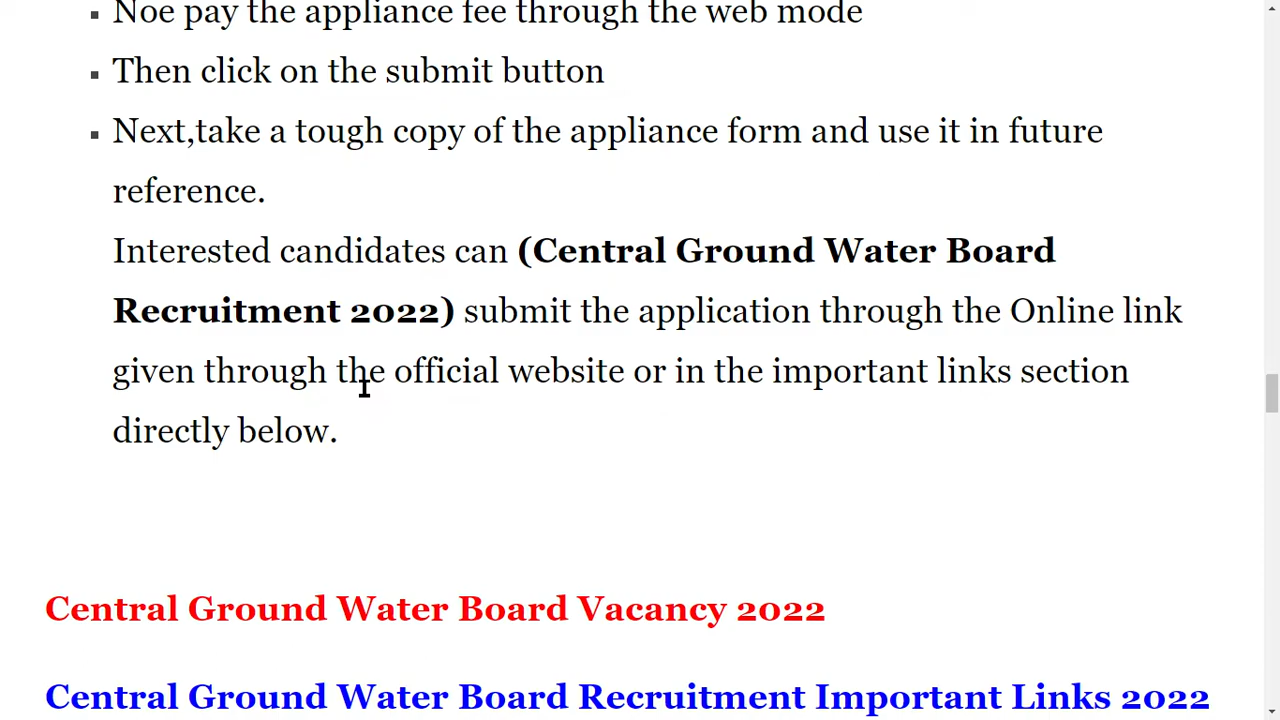 Noe pay the appliance fee through the web mode
Then click on the submit button
Next,take a tough copy of the appliance form and use it in future
reference.
Interested candidates can (Central Ground Water Board
Recruitment 2022) submit the application through the Online link
given through the official website or in the important links section
directly below.
Central Ground Water Board Vacancy 2022
Central Ground Water Board Recruitment Important Links 2022